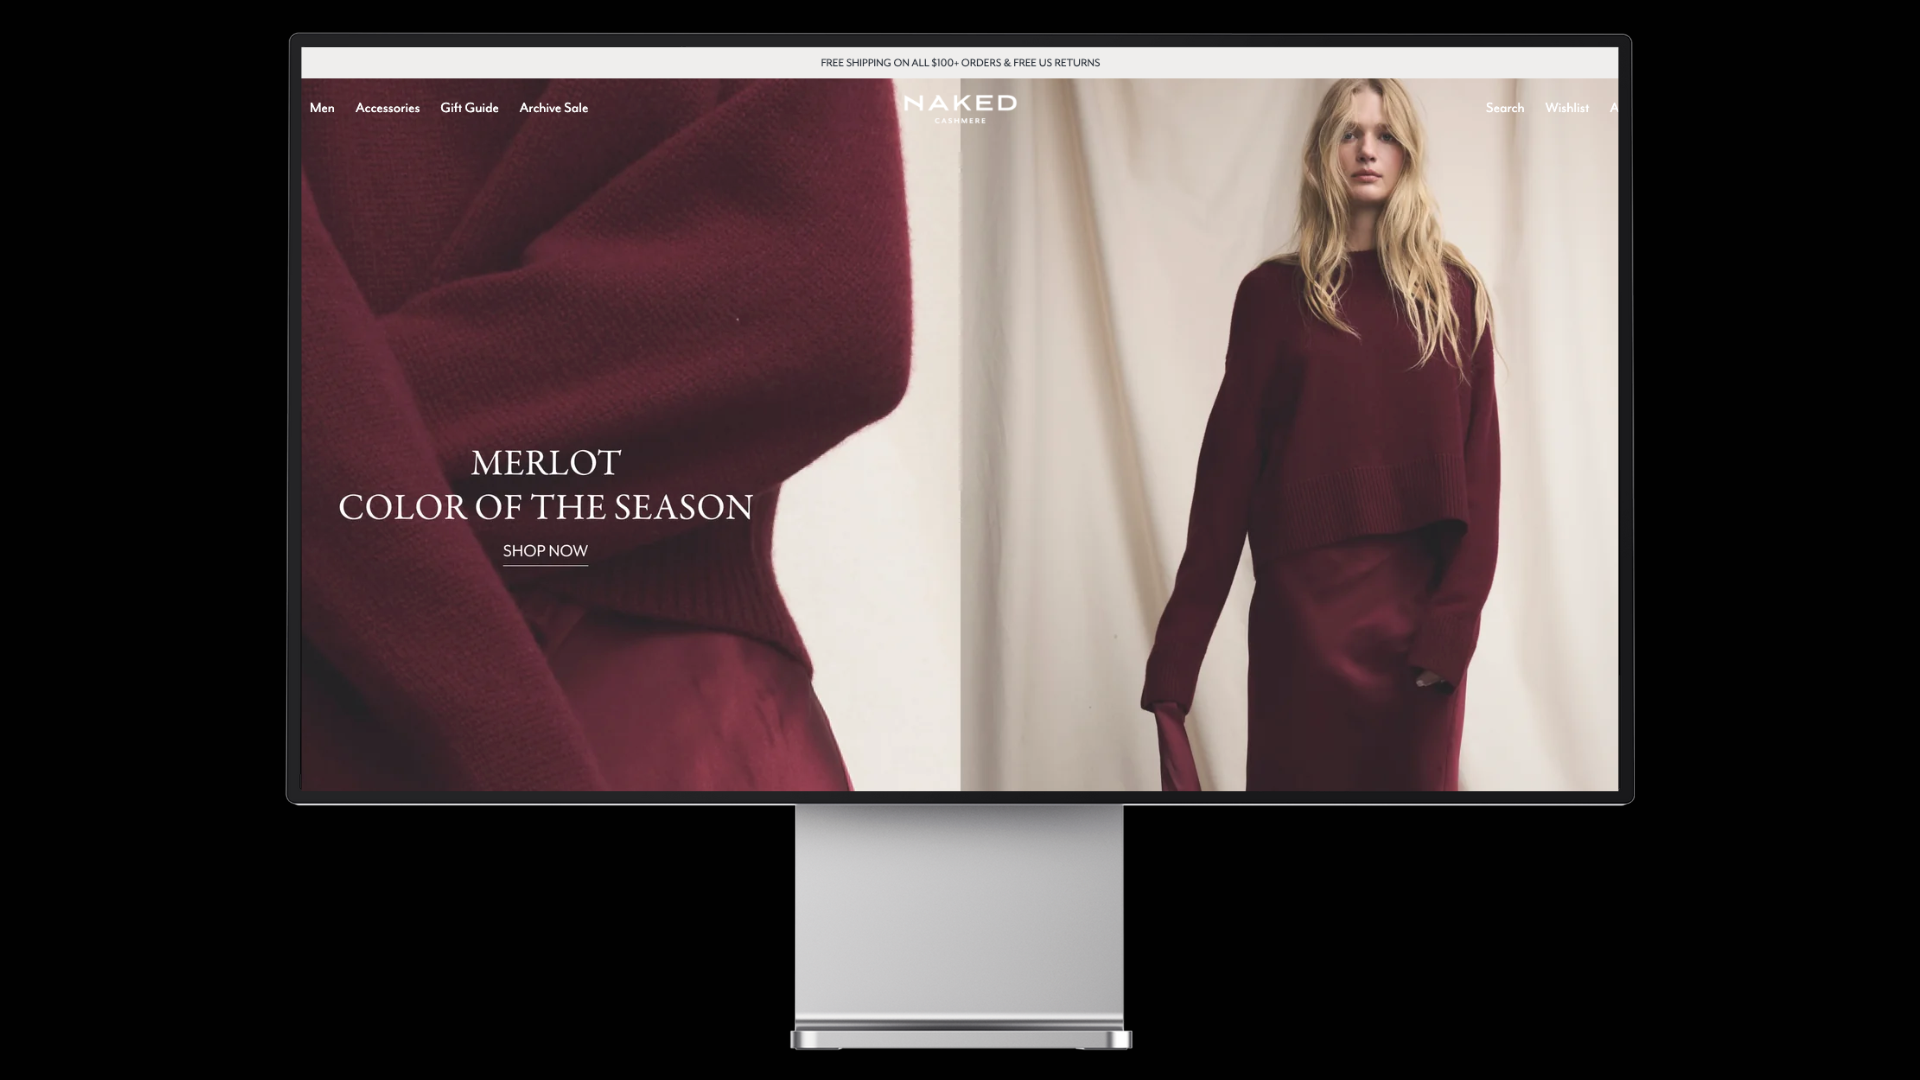 FREE SHIPPING ON ALL $100+ ORDERS & FREE US RETURNS
Men Accessories Gift Guide Archive Sale
NAKED
CASHMERE
Search Wishlist A
MERLOT
COLOR OF THE SEASON
SHOP NOW